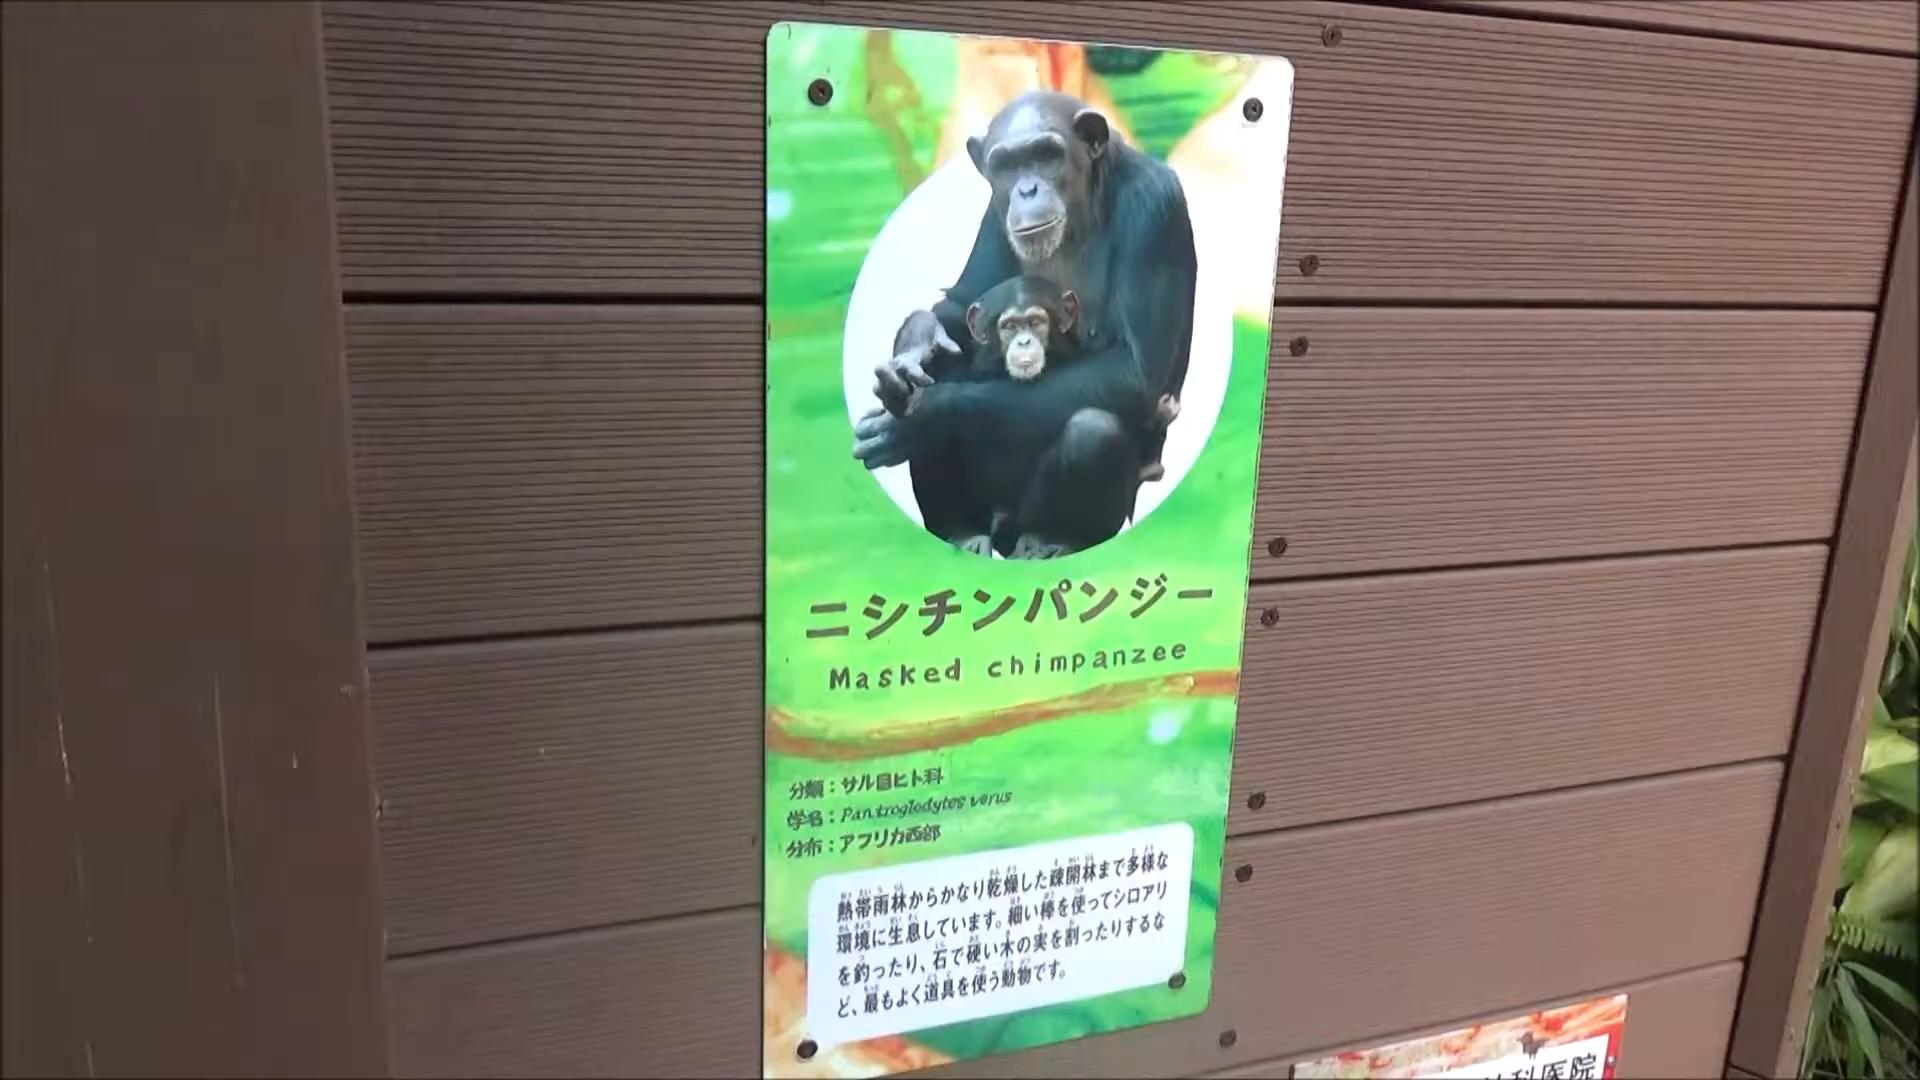 ニシチンパンジー
Masked chimpanzee
分類：サル目ヒト科
学名：Pan troglodytes verus
分布：アフリカ西部
熱帯雨林からかなり乾燥した疎開林まで多様な
環境に生息しています。細い棒を使ってシロアリ
を釣ったり、石で硬い木の実を割ったりするな
ど、最もよく道具を使う動物です。
科医院